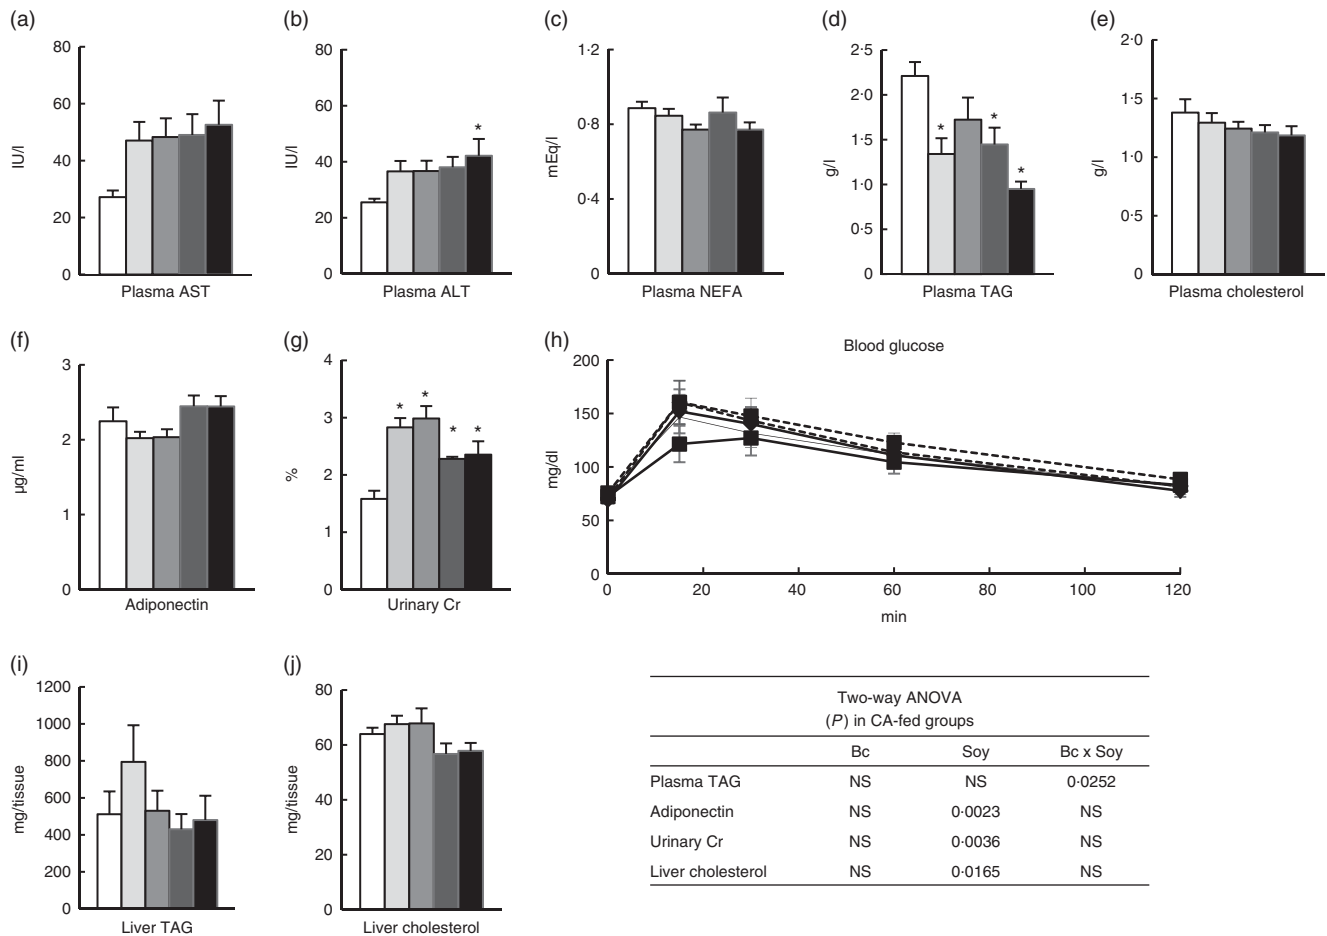 (a)
80
60
40
20
0
IU/l
Plasma AST
(b)
80
60
40
20
0
IU/l
*
Plasma ALT
(c)
1·2
0·8
0·4
0
mEq/l
Plasma NEFA
(d)
2·5
2·0
1·5
1·0
0·5
0
g/l
* * *
Plasma TAG
(e)
2·0
1·5
1·0
0·5
0
g/l
Plasma cholesterol
(f)
3
2
1
0
µg/ml
Adiponectin
(g)
4
3
2
1
0
%
* * * *
Urinary Cr
(h)
Blood glucose
200
150
100
50
0
mg/dl
0 20 40 60 80 100 120
min
(i)
1200
1000
800
600
400
200
0
mg/tissue
Liver TAG
(j)
80
60
40
20
0
mg/tissue
Liver cholesterol
Two-way ANOVA
(P) in CA-fed groups
Bc Soy Bc x Soy
Plasma TAG NS NS 0·0252
Adiponectin NS 0·0023 NS
Urinary Cr NS 0·0036 NS
Liver cholesterol NS 0·0165 NS